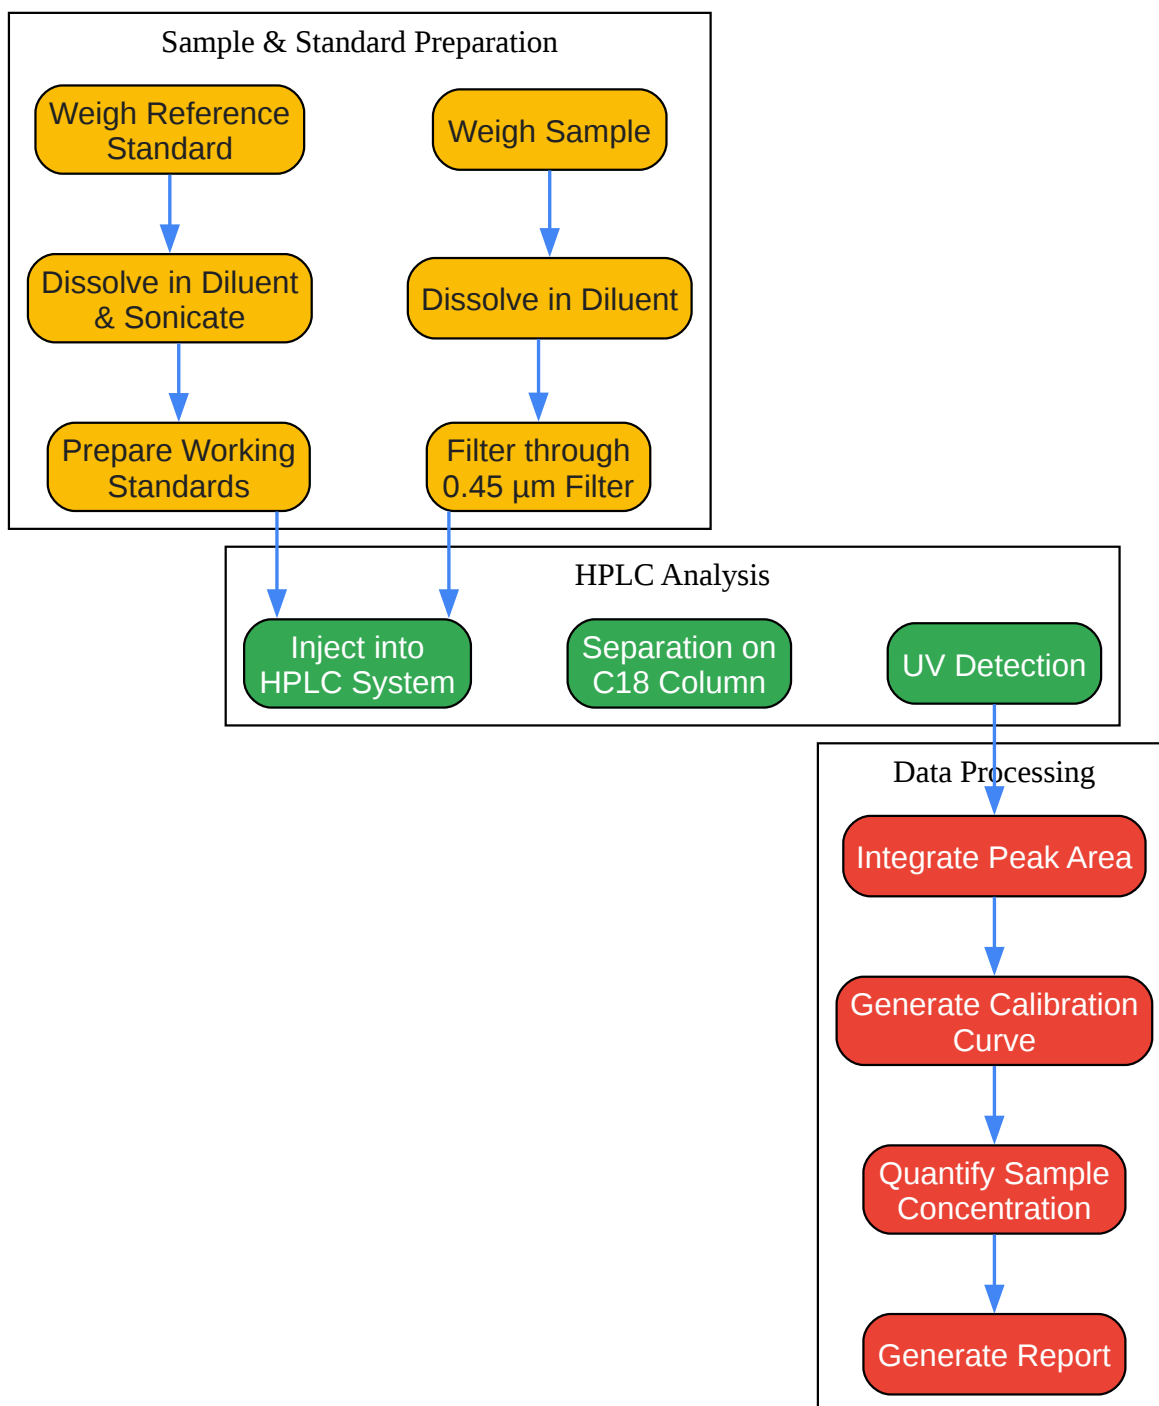 Sample & Standard Preparation
Weigh Reference
Standard
Weigh Sample
Dissolve in Diluent
& Sonicate
Dissolve in Diluent
Prepare Working
Standards
Filter through
0.45 µm Filter
HPLC Analysis
Inject into
HPLC System
Separation on
C18 Column
UV Detection
Data Processing
Integrate Peak Area
Generate Calibration
Curve
Quantify Sample
Concentration
Generate Report